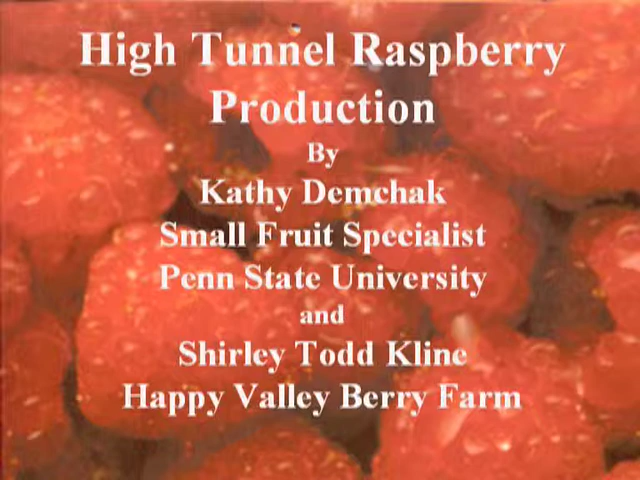 High Tunnel Raspberry
Production
By
Kathy Demchak
Small Fruit Specialist
Penn State University
and
Shirley Todd Kline
Happy Valley Berry Farm